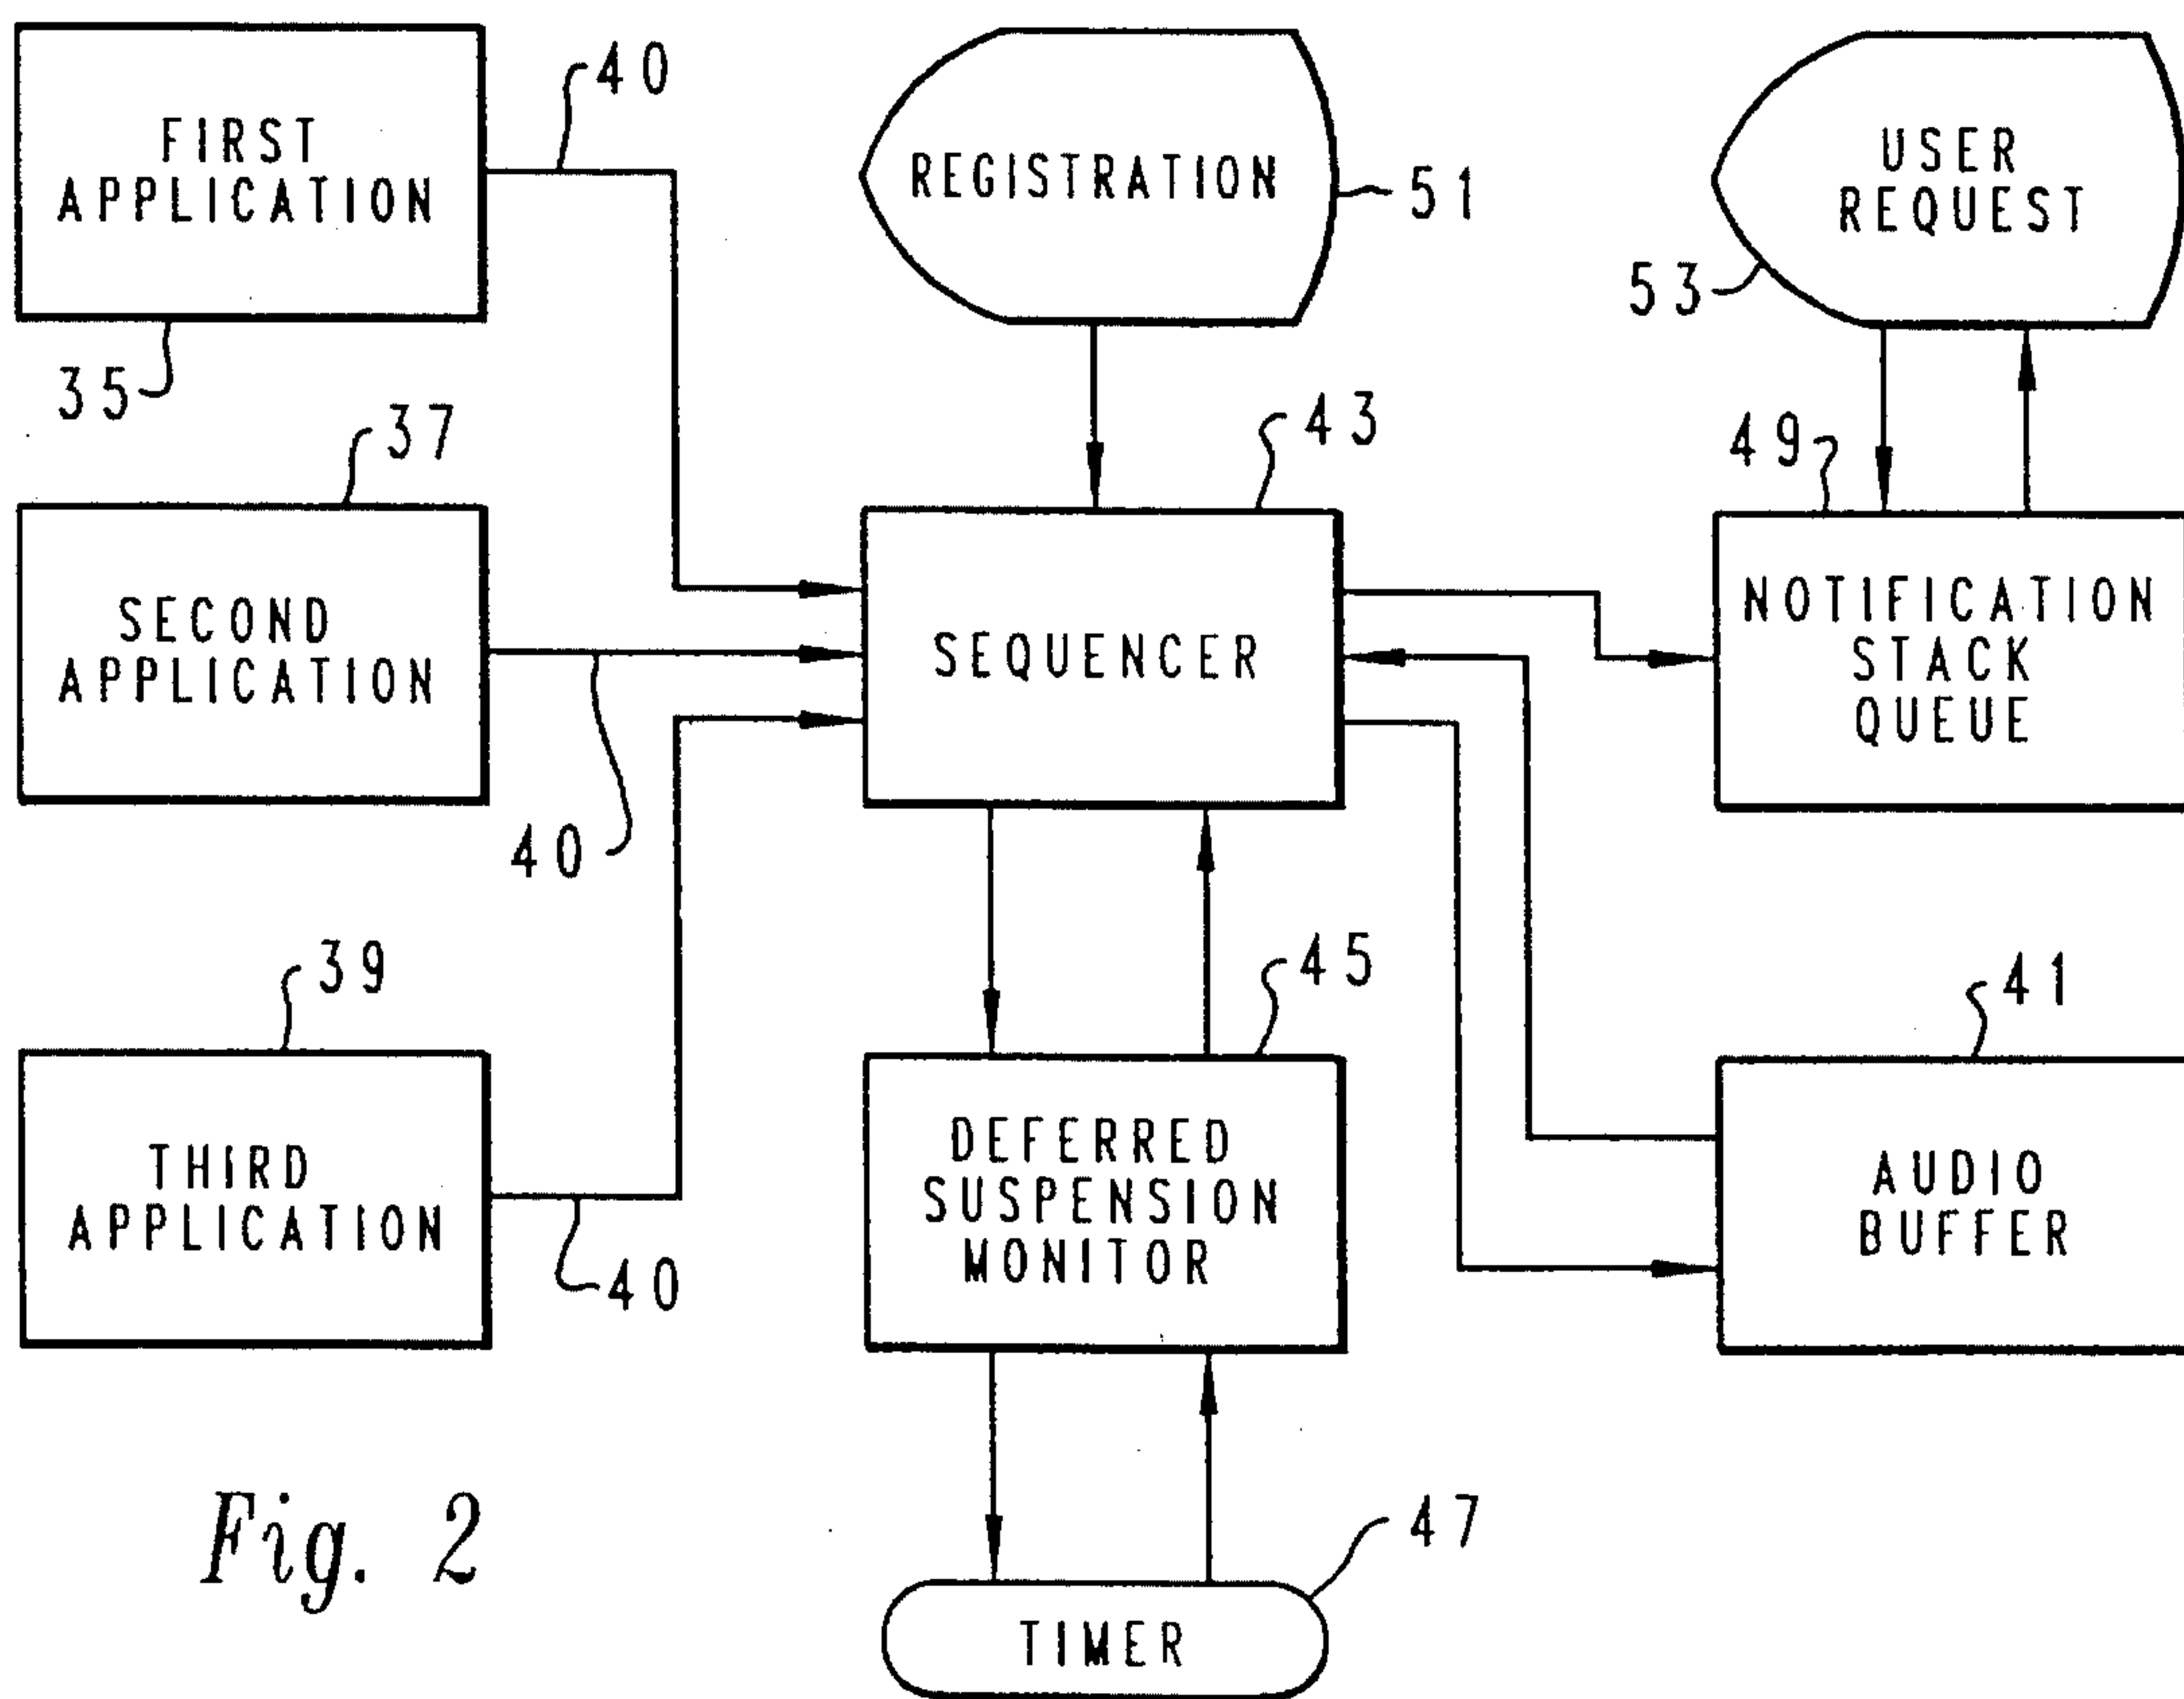 FIRST
APPLICATION
40
35
REGISTRATION
51
USER
REQUEST
53
37
SECOND
APPLICATION
40
43
SEQUENCER
49
NOTIFICATION
STACK
QUEUE
39
THIRD
APPLICATION
40
45
DEFERRED
SUSPENSION
MONITOR
41
AUDIO
BUFFER
47
TIMER
Fig. 2